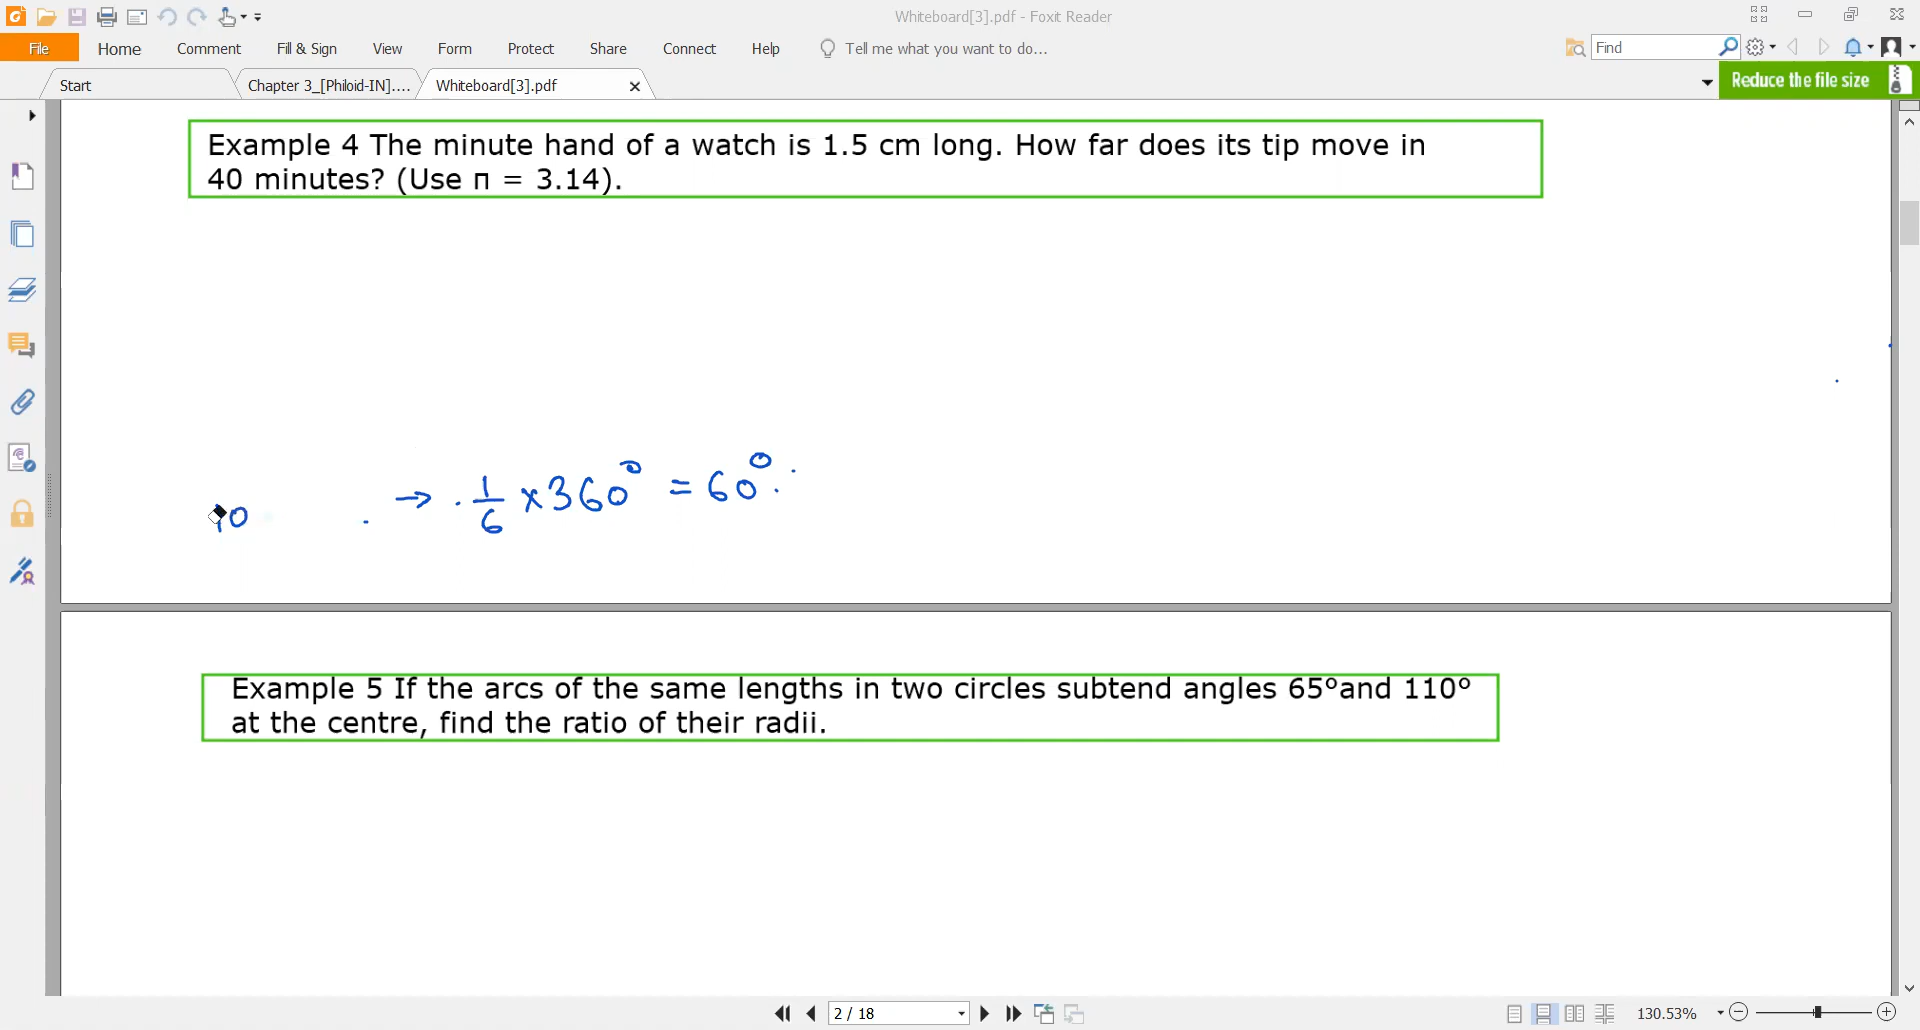 Whiteboard[3].pdf - Foxit Reader
File Home Comment Fill & Sign View Form Protect Share Connect Help Tell me what you want to do... Find
Start Chapter 3_[Philoid-IN].... Whiteboard[3].pdf Reduce the file size
Example 4 The minute hand of a watch is 1.5 cm long. How far does its tip move in
40 minutes? (Use π = 3.14).
10 → 1/6 × 360° = 60°
Example 5 If the arcs of the same lengths in two circles subtend angles 65°and 110°
at the centre, find the ratio of their radii.
2 / 18 130.53%